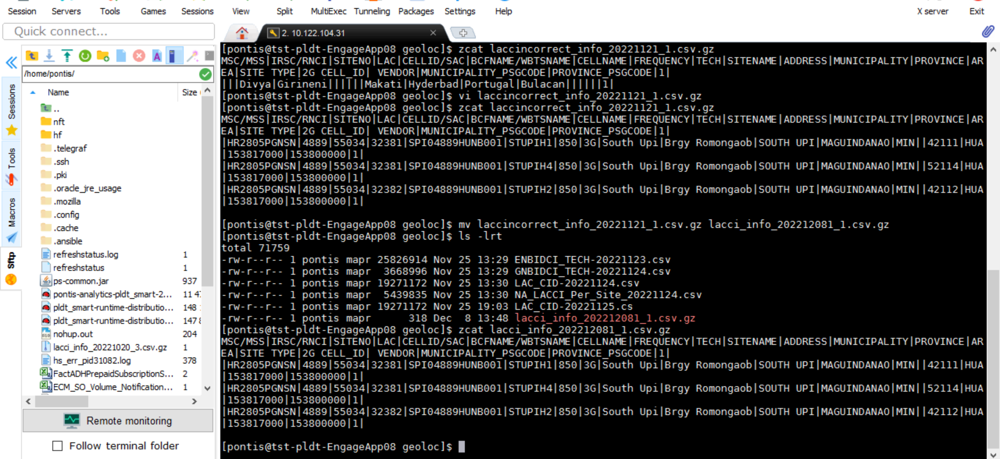 Session Servers Tools Games Sessions View Split MultiExec Tunneling Packages Settings Help X server Exit
Quick connect...
2. 10.122.104.31
/home/pontis/
Name Size
..
nft
hf
.telegraf
.ssh
.pki
.oracle_jre_usage
.mozilla
.config
.cache
.ansible
refreshstatus.log 1
refreshstatus 1
ps-common.jar 937
pontis-analytics-pldt_smart-2... 11 4
pldt_smart-runtime-distributio... 148
pldt_smart-runtime-distributio... 147
nohup.out 204
lacci_info_20221020_3.csv.gz 1
hs_err_pid31082.log 378
FactADHPrepaidSubscriptionS... 2
ECM_SO_Volume_Notification... 1
Remote monitoring
Follow terminal folder
Sessions
Tools
Macros
Sftp
[pontis@tst-pldt-EngageApp08 geoloc]$ zcat laccincorrect_info_20221121_1.csv.gz
MSC/MSS|IRSC/RNCI|SITENO|LAC|CELLID/SAC|BCFNAME/WBTSNAME|CELLNAME|FREQUENCY|TECH|SITENAME|ADDRESS|MUNICIPALITY|PROVINCE|AR
EA|SITE TYPE|2G CELL_ID| VENDOR|MUNICIPALITY_PSGCODE|PROVINCE_PSGCODE|1|
|||Divya|Girineni||||||Makati|Hyderbad|Portugal|Bulacan||||||1|
[pontis@tst-pldt-EngageApp08 geoloc]$ vi laccincorrect_info_20221121_1.csv.gz
[pontis@tst-pldt-EngageApp08 geoloc]$ zcat laccincorrect_info_20221121_1.csv.gz
MSC/MSS|IRSC/RNCI|SITENO|LAC|CELLID/SAC|BCFNAME/WBTSNAME|CELLNAME|FREQUENCY|TECH|SITENAME|ADDRESS|MUNICIPALITY|PROVINCE|AR
EA|SITE TYPE|2G CELL_ID| VENDOR|MUNICIPALITY_PSGCODE|PROVINCE_PSGCODE|1|
|HR2805PGNSN|4889|55034|32381|SPI04889HUNB001|STUPIH1|850|3G|South Upi|Brgy Romongaob|SOUTH UPI|MAGUINDANAO|MIN||42111|HUA
|153817000|153800000|1|
|HR2805PGNSN|4889|55034|32381|SPI04889HUNB001|STUPIH4|850|3G|South Upi|Brgy Romongaob|SOUTH UPI|MAGUINDANAO|MIN||52114|HUA
|153817000|153800000|1|
|HR2805PGNSN|4889|55034|32382|SPI04889HUNB001|STUPIH2|850|3G|South Upi|Brgy Romongaob|SOUTH UPI|MAGUINDANAO|MIN||42112|HUA
|153817000|153800000|1|
[pontis@tst-pldt-EngageApp08 geoloc]$ mv laccincorrect_info_20221121_1.csv.gz lacci_info_202212081_1.csv.gz
[pontis@tst-pldt-EngageApp08 geoloc]$ ls -lrt
total 71759
-rw-r--r-- 1 pontis mapr 25826914 Nov 25 13:29 ENBIDCI_TECH-20221123.csv
-rw-r--r-- 1 pontis mapr 3668996 Nov 25 13:29 GNBIDCI_TECH-20221124.csv
-rw-r--r-- 1 pontis mapr 19271172 Nov 25 13:30 LAC_CID-20221124.csv
-rw-r--r-- 1 pontis mapr 5439835 Nov 25 13:30 NA_LACCI_Per_Site_20221124.csv
-rw-r--r-- 1 pontis mapr 19271172 Nov 25 19:03 LAC_CID-20221125.cs
-rw-r--r-- 1 pontis mapr 318 Dec 8 13:48 lacci_info_202212081_1.csv.gz
[pontis@tst-pldt-EngageApp08 geoloc]$ zcat lacci_info_202212081_1.csv.gz
MSC/MSS|IRSC/RNCI|SITENO|LAC|CELLID/SAC|BCFNAME/WBTSNAME|CELLNAME|FREQUENCY|TECH|SITENAME|ADDRESS|MUNICIPALITY|PROVINCE|AR
EA|SITE TYPE|2G CELL_ID| VENDOR|MUNICIPALITY_PSGCODE|PROVINCE_PSGCODE|1|
|HR2805PGNSN|4889|55034|32381|SPI04889HUNB001|STUPIH1|850|3G|South Upi|Brgy Romongaob|SOUTH UPI|MAGUINDANAO|MIN||42111|HUA
|153817000|153800000|1|
|HR2805PGNSN|4889|55034|32381|SPI04889HUNB001|STUPIH4|850|3G|South Upi|Brgy Romongaob|SOUTH UPI|MAGUINDANAO|MIN||52114|HUA
|153817000|153800000|1|
|HR2805PGNSN|4889|55034|32382|SPI04889HUNB001|STUPIH2|850|3G|South Upi|Brgy Romongaob|SOUTH UPI|MAGUINDANAO|MIN||42112|HUA
|153817000|153800000|1|
[pontis@tst-pldt-EngageApp08 geoloc]$